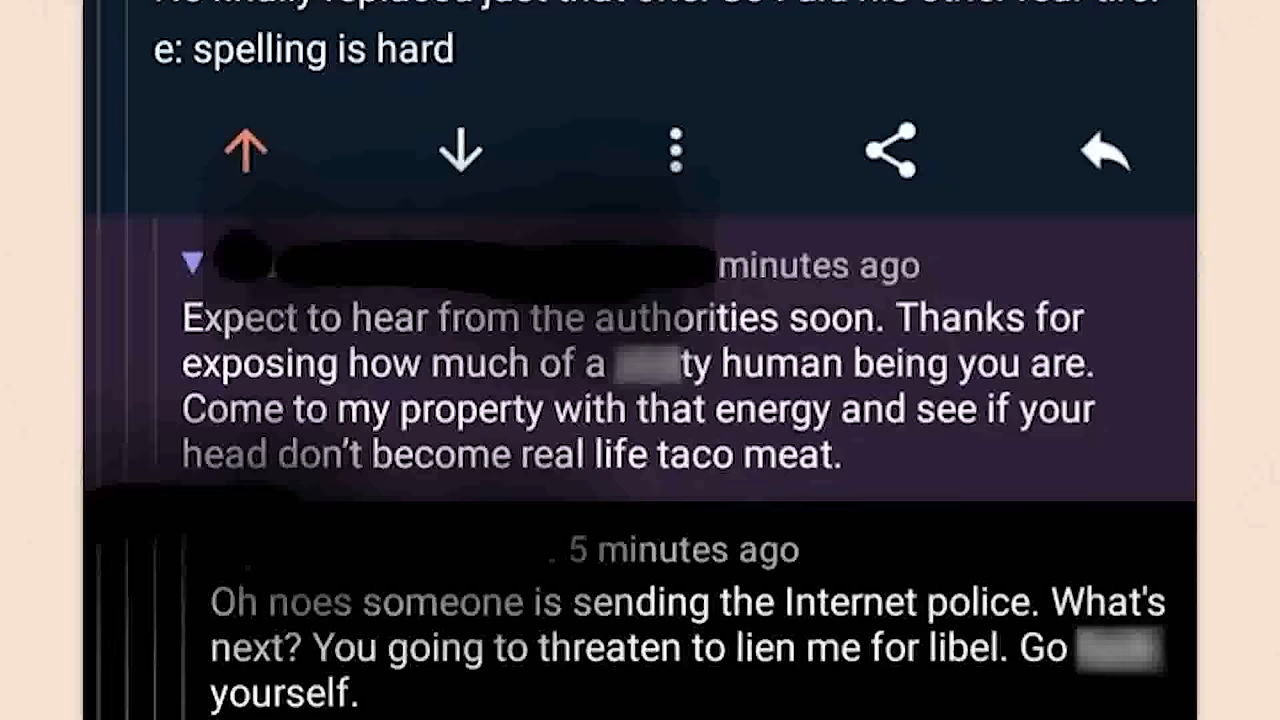 e: spelling is hard
minutes ago
Expect to hear from the authorities soon. Thanks for
exposing how much of a ty human being you are.
Come to my property with that energy and see if your
head don't become real life taco meat.
. 5 minutes ago
Oh noes someone is sending the Internet police. What's
next? You going to threaten to lien me for libel. Go
yourself.